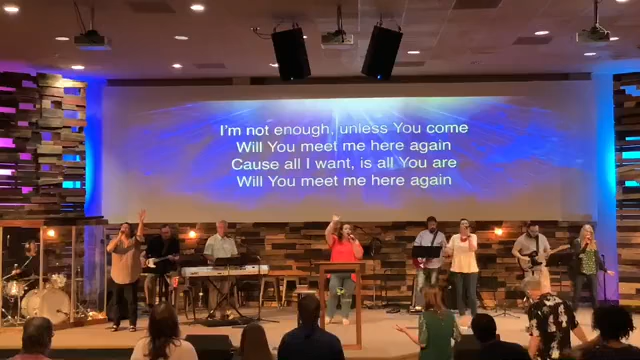 I'm not enough, unless You come
Will You meet me here again
Cause all I want, is all You are
Will You meet me here again